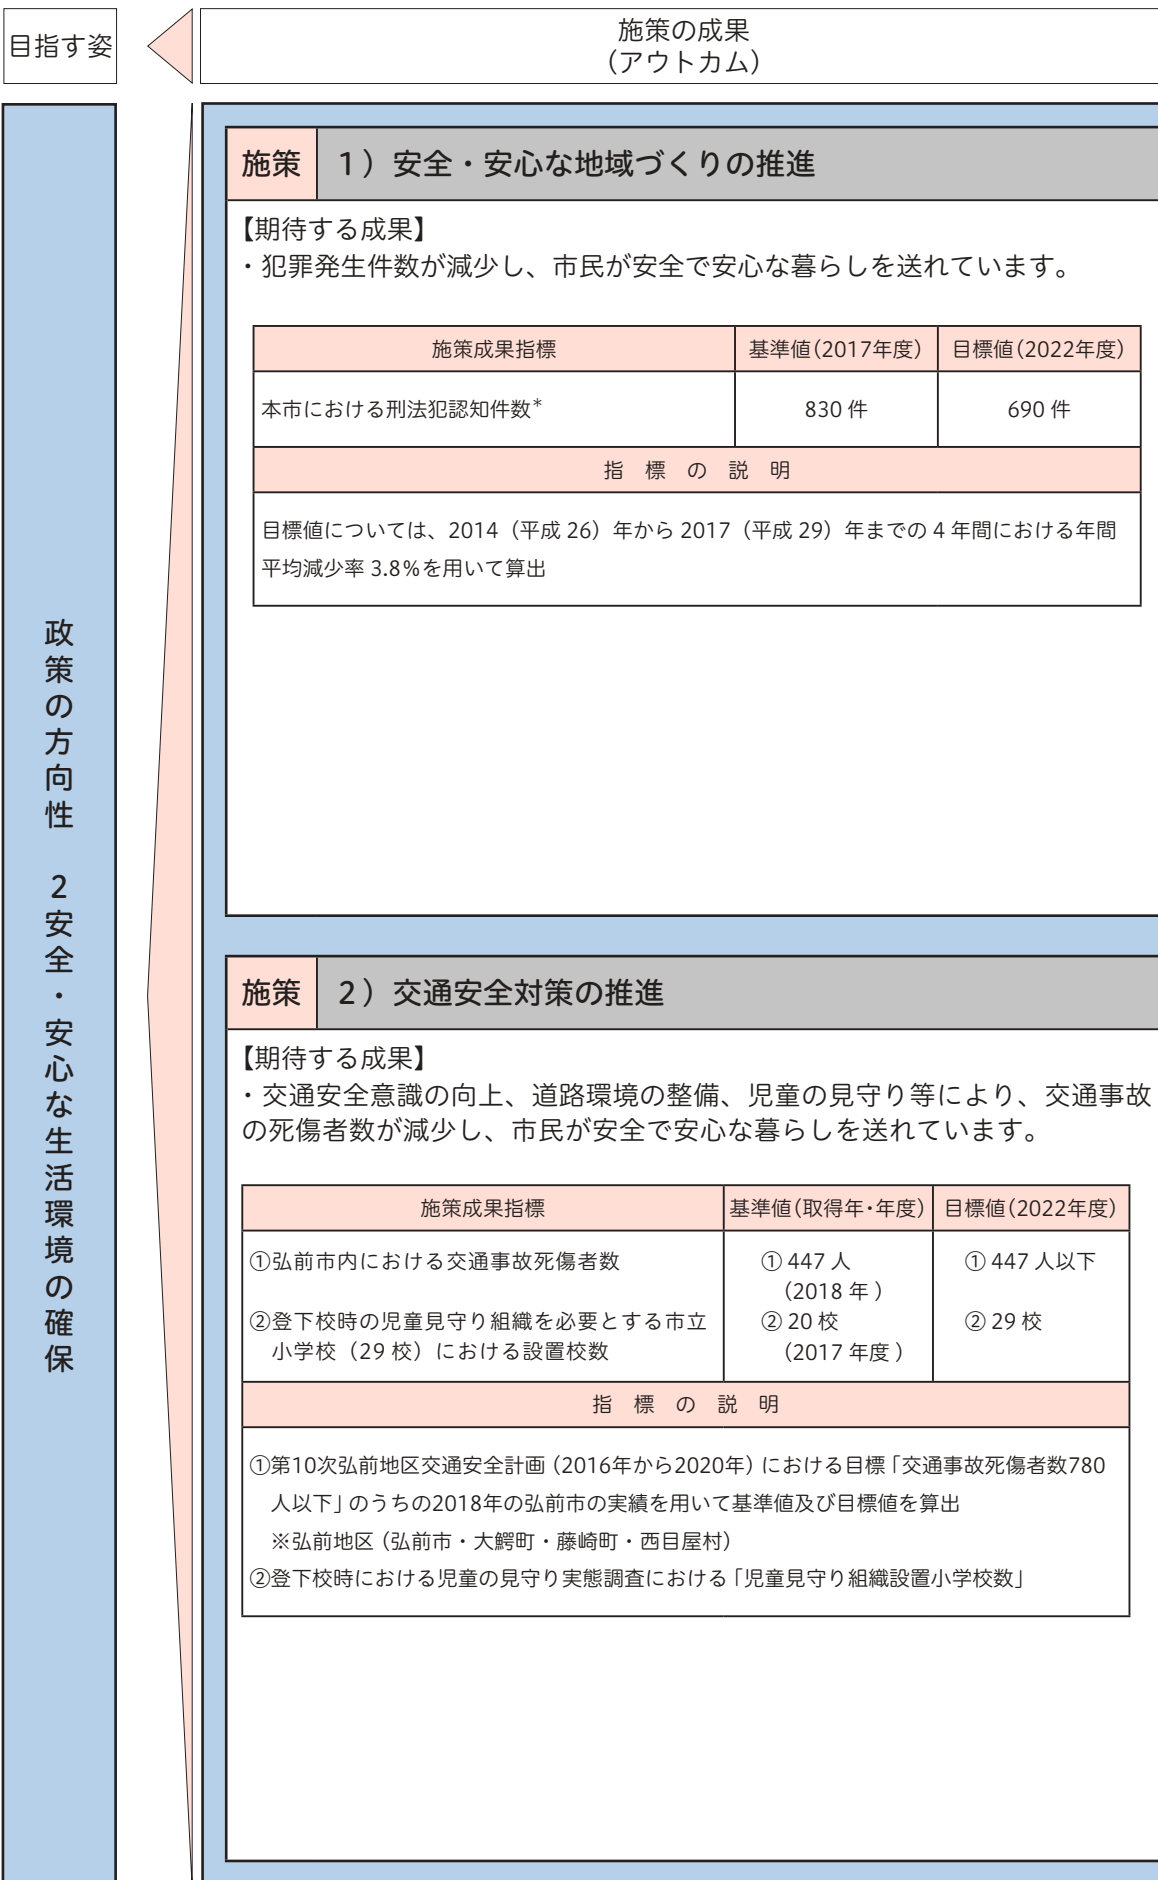 目指す姿
施策の成果
(アウトカム)
政策の方向性 2安全・安心な生活環境の確保
施策 1）安全・安心な地域づくりの推進
【期待する成果】
・犯罪発生件数が減少し、市民が安全で安心な暮らしを送れています。
施策成果指標 基準値(2017年度) 目標値(2022年度)
本市における刑法犯認知件数* 830 件 690 件
指 標 の 説 明
目標値については、2014（平成 26）年から 2017（平成 29）年までの 4 年間における年間
平均減少率 3.8％を用いて算出
施策 2）交通安全対策の推進
【期待する成果】
・交通安全意識の向上、道路環境の整備、児童の見守り等により、交通事故
の死傷者数が減少し、市民が安全で安心な暮らしを送れています。
施策成果指標 基準値(取得年・年度) 目標値(2022年度)
①弘前市内における交通事故死傷者数 ① 447 人 ① 447 人以下
（2018 年 ）
②登下校時の児童見守り組織を必要とする市立 ② 20 校 ② 29 校
小学校（29 校）における設置校数 （2017 年度 ）
指 標 の 説 明
①第10次弘前地区交通安全計画（2016年から2020年）における目標「交通事故死傷者数780
人以下」のうちの2018年の弘前市の実績を用いて基準値及び目標値を算出
※弘前地区（弘前市・大鰐町・藤崎町・西目屋村）
②登下校時における児童の見守り実態調査における「児童見守り組織設置小学校数」